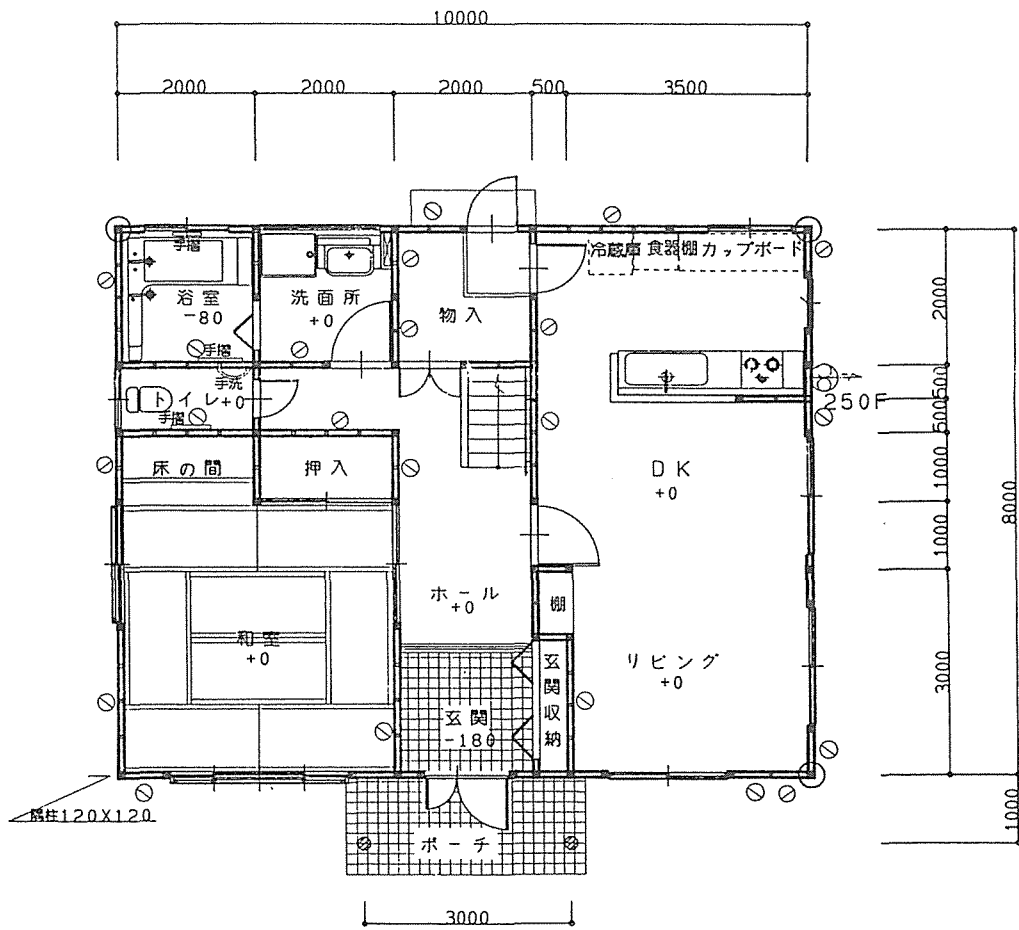 10000
2000
2000
2000
500
3500
手摺
浴室
-80
洗面所
+0
物入
冷蔵庫
食器棚
カップボード
2000
手摺
手洗
トイレ+0
手摺
250F
500
500
床の間
押入
DK
+0
1000
8000
1000
ホール
+0
棚
和室
+0
リビング
+0
3000
玄関収納
玄関
-180
隅柱120X120
ポーチ
1000
3000